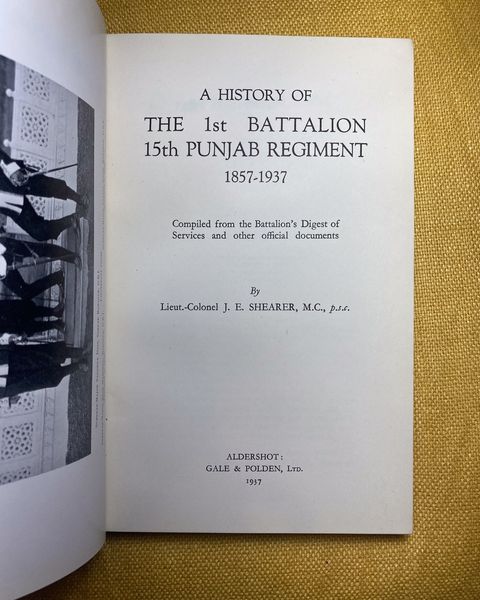 A HISTORY OF
THE 1st BATTALION
15th PUNJAB REGIMENT
1857-1937
Compiled from the Battalion's Digest of
Services and other official documents
By
Lieut.-Colonel J. E. SHEARER, M.C., p.s.c.
ALDERSHOT:
GALE & POLDEN, LTD.
1937